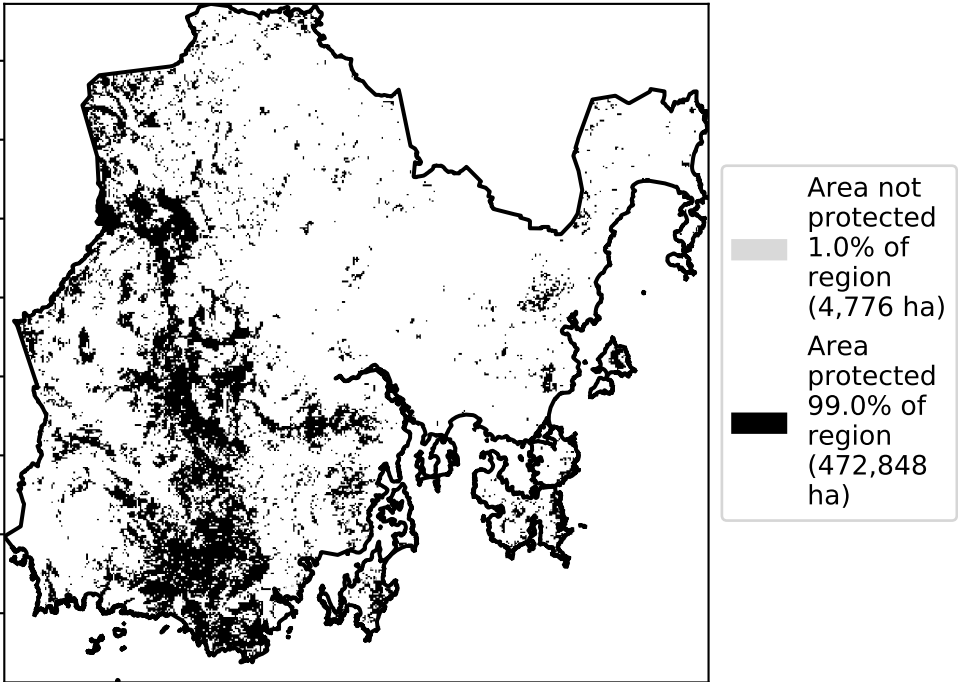 Area not
protected
1.0% of
region
(4,776 ha)
Area
protected
99.0% of
region
(472,848
ha)